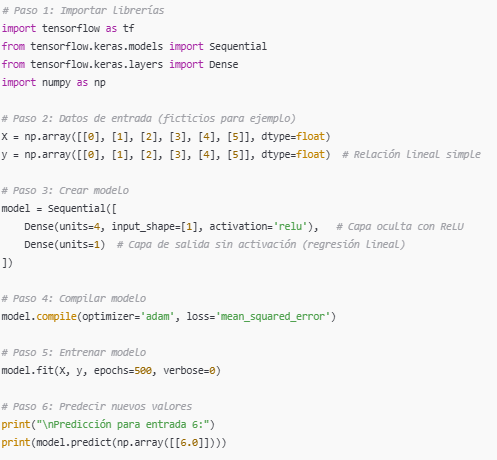 # Paso 1: Importar librerías
import tensorflow as tf
from tensorflow.keras.models import Sequential
from tensorflow.keras.layers import Dense
import numpy as np

# Paso 2: Datos de entrada (ficticios para ejemplo)
X = np.array([[0], [1], [2], [3], [4], [5]], dtype=float)
y = np.array([[0], [1], [2], [3], [4], [5]], dtype=float)  # Relación lineal simple

# Paso 3: Crear modelo
model = Sequential([
    Dense(units=4, input_shape=[1], activation='relu'),   # Capa oculta con ReLU
    Dense(units=1)  # Capa de salida sin activación (regresión lineal)
])

# Paso 4: Compilar modelo
model.compile(optimizer='adam', loss='mean_squared_error')

# Paso 5: Entrenar modelo
model.fit(X, y, epochs=500, verbose=0)

# Paso 6: Predecir nuevos valores
print("\nPredicción para entrada 6:")
print(model.predict(np.array([[6.0]])))